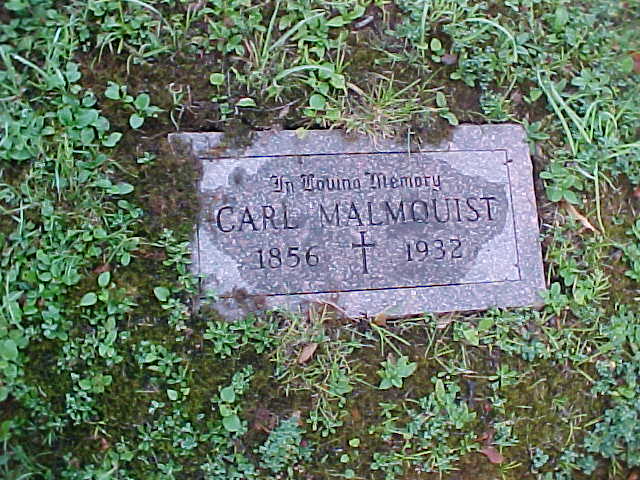 In Loving Memory
CARL MALMQUIST
1856 1932